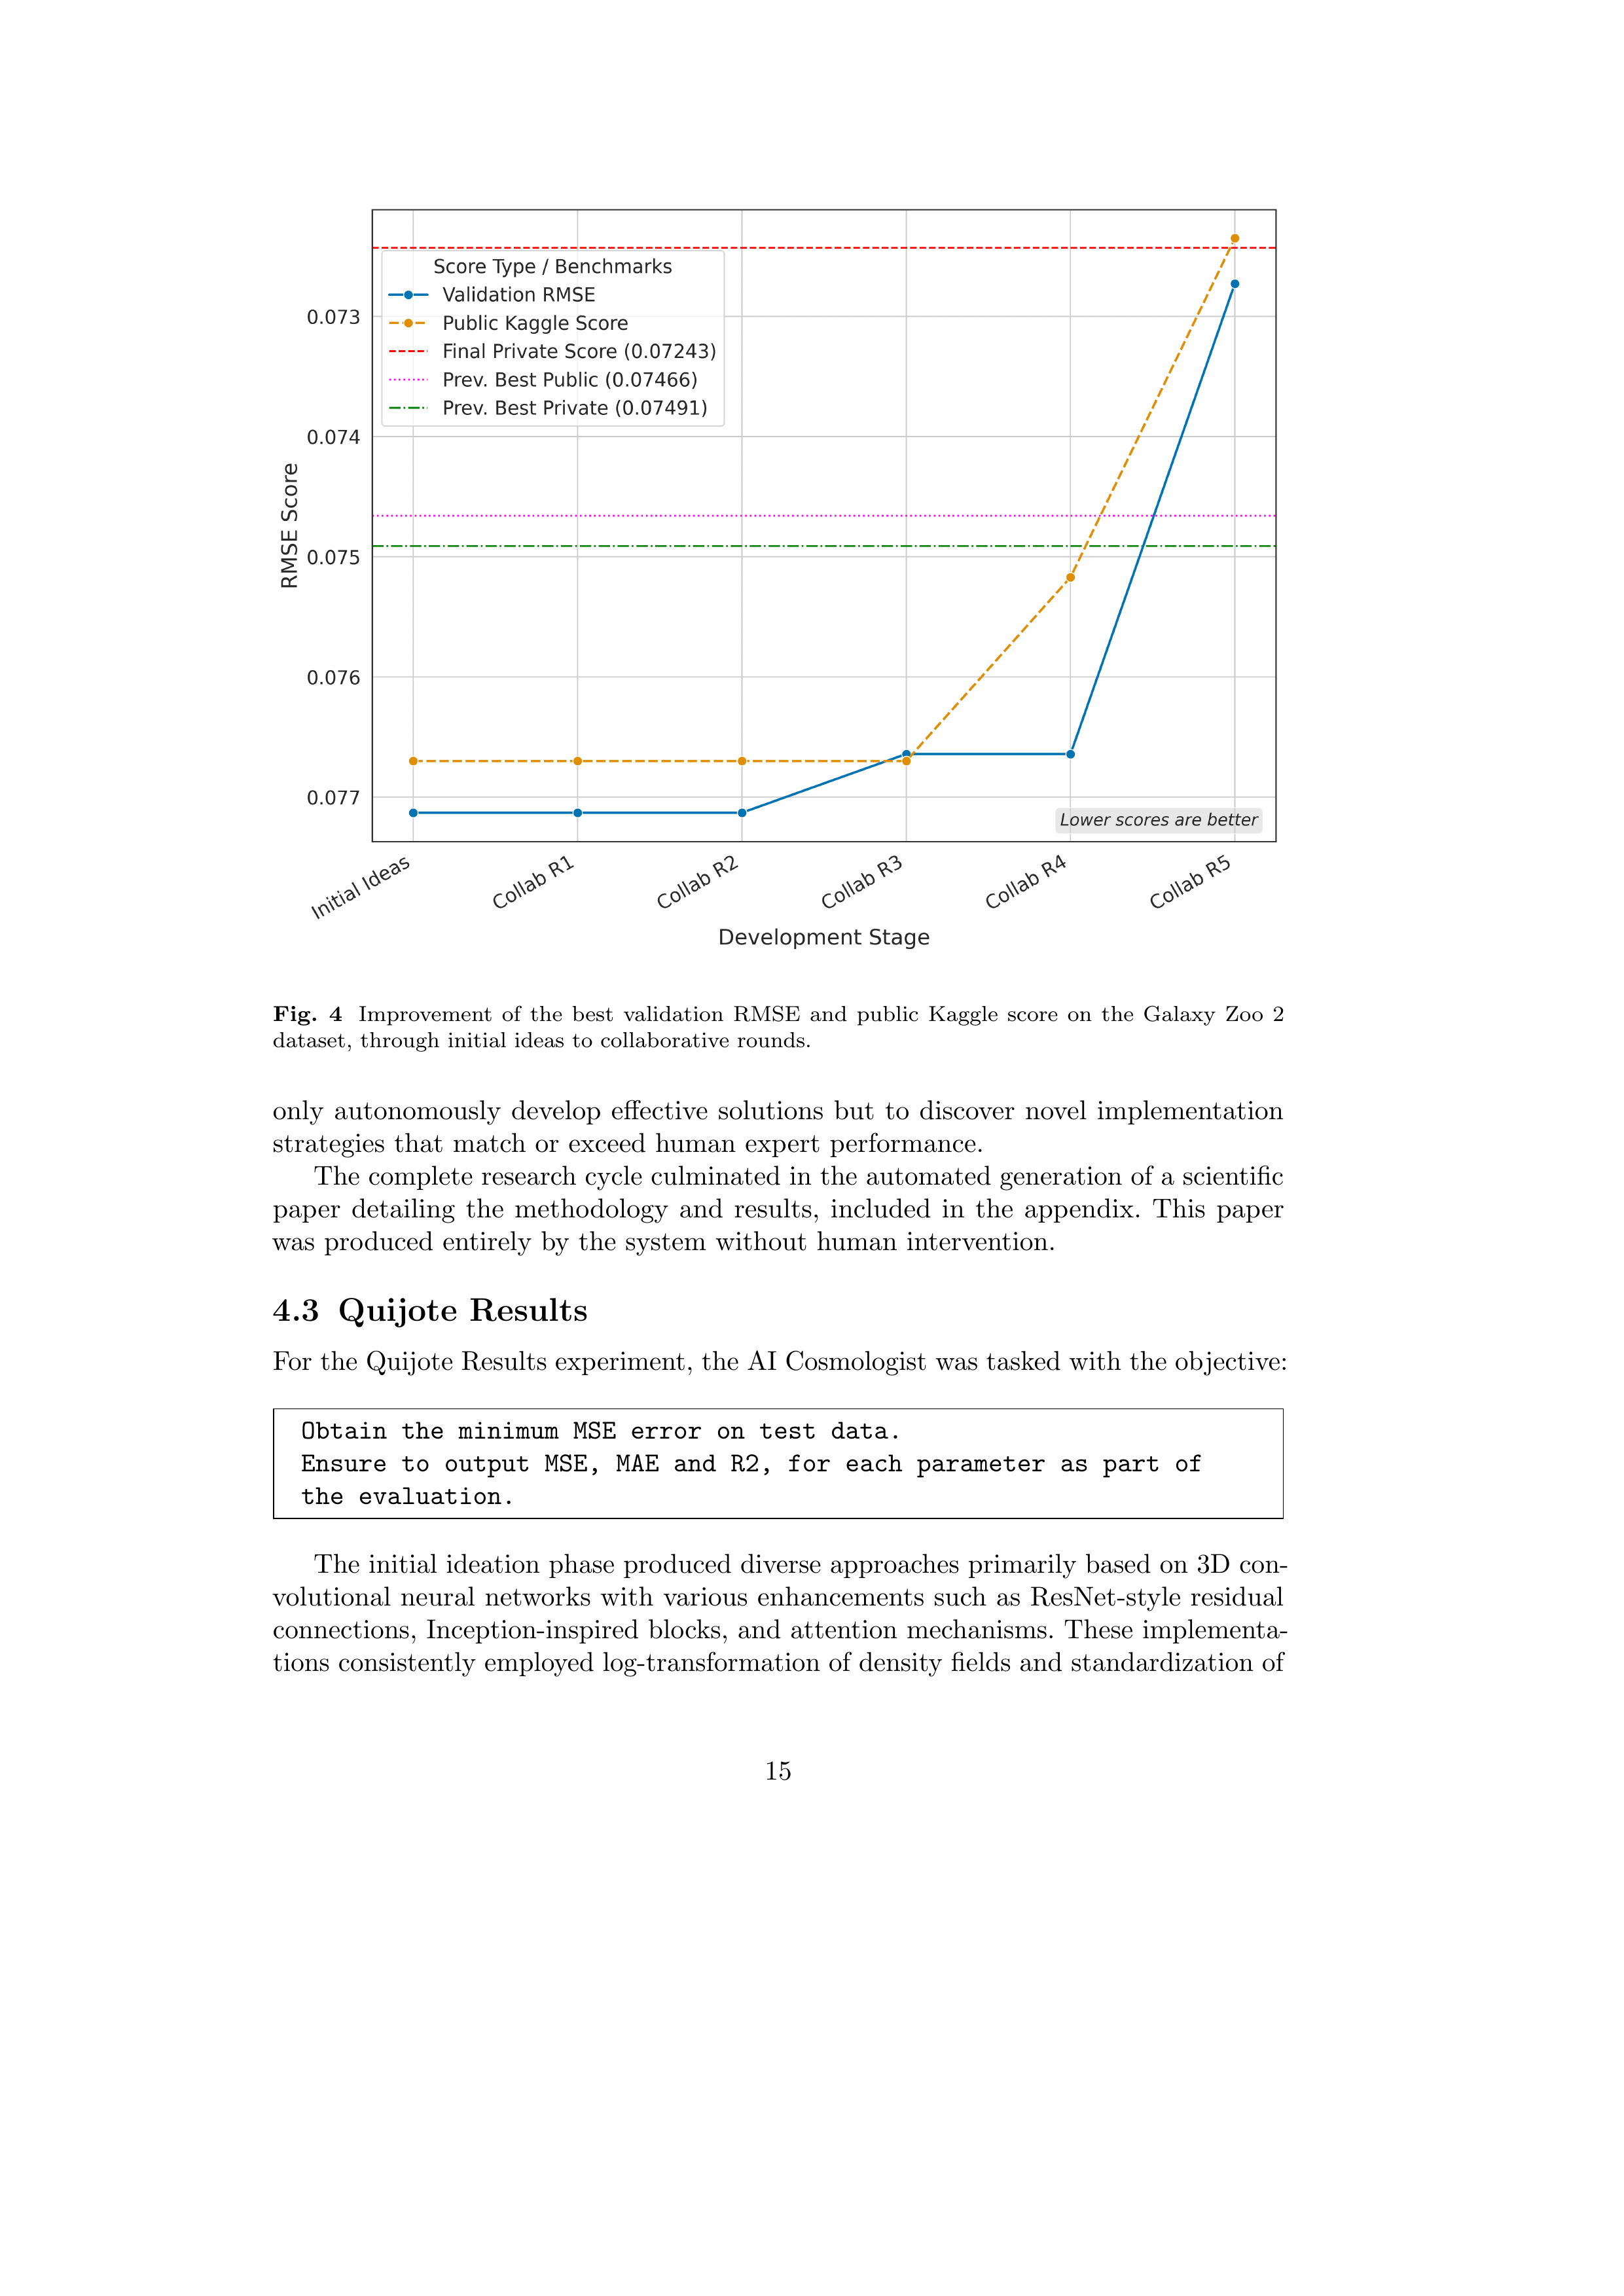 Score Type / Benchmarks
Validation RMSE
Public Kaggle Score
Final Private Score (0.07243)
Prev. Best Public (0.07466)
Prev. Best Private (0.07491)
0.073
0.074
0.075
0.076
0.077
RMSE Score
Lower scores are better
Initial Ideas
Collab R1
Collab R2
Collab R3
Collab R4
Collab R5
Development Stage
Fig. 4 Improvement of the best validation RMSE and public Kaggle score on the Galaxy Zoo 2
dataset, through initial ideas to collaborative rounds.
only autonomously develop effective solutions but to discover novel implementation
strategies that match or exceed human expert performance.
The complete research cycle culminated in the automated generation of a scientific
paper detailing the methodology and results, included in the appendix. This paper
was produced entirely by the system without human intervention.
4.3 Quijote Results
For the Quijote Results experiment, the AI Cosmologist was tasked with the objective:
Obtain the minimum MSE error on test data.
Ensure to output MSE, MAE and R2, for each parameter as part of
the evaluation.
The initial ideation phase produced diverse approaches primarily based on 3D con-
volutional neural networks with various enhancements such as ResNet-style residual
connections, Inception-inspired blocks, and attention mechanisms. These implementa-
tions consistently employed log-transformation of density fields and standardization of
15